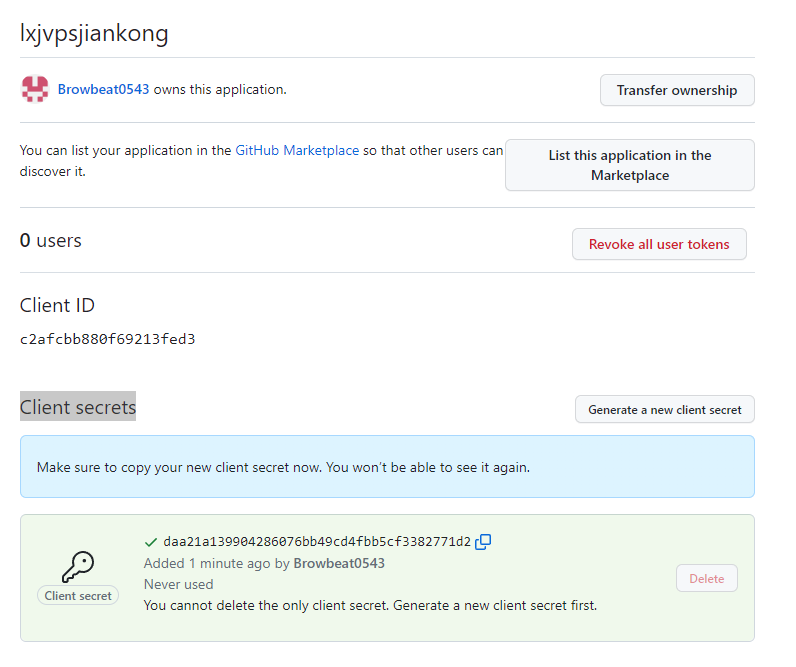 lxjvpsjiankong
Browbeat0543 owns this application.
Transfer ownership
You can list your application in the GitHub Marketplace so that other users can
discover it.
List this application in the
Marketplace
0 users
Revoke all user tokens
Client ID
c2afcbb880f69213fed3
Client secrets
Generate a new client secret
Make sure to copy your new client secret now. You won’t be able to see it again.
daa21a139904286076bb49cd4fbb5cf3382771d2
Added 1 minute ago by Browbeat0543
Never used
You cannot delete the only client secret. Generate a new client secret first.
Client secret
Delete